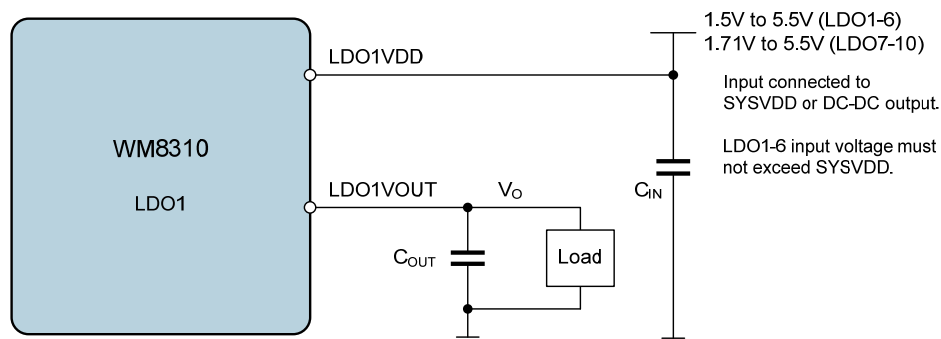 1.5V to 5.5V (LDO1-6)
1.71V to 5.5V (LDO7-10)
LDO1VDD
Input connected to
SYSVDD or DC-DC output.
LDO1-6 input voltage must
not exceed SYSVDD.
WM8310
LDO1
LDO1VOUT
VO
CIN
COUT
Load